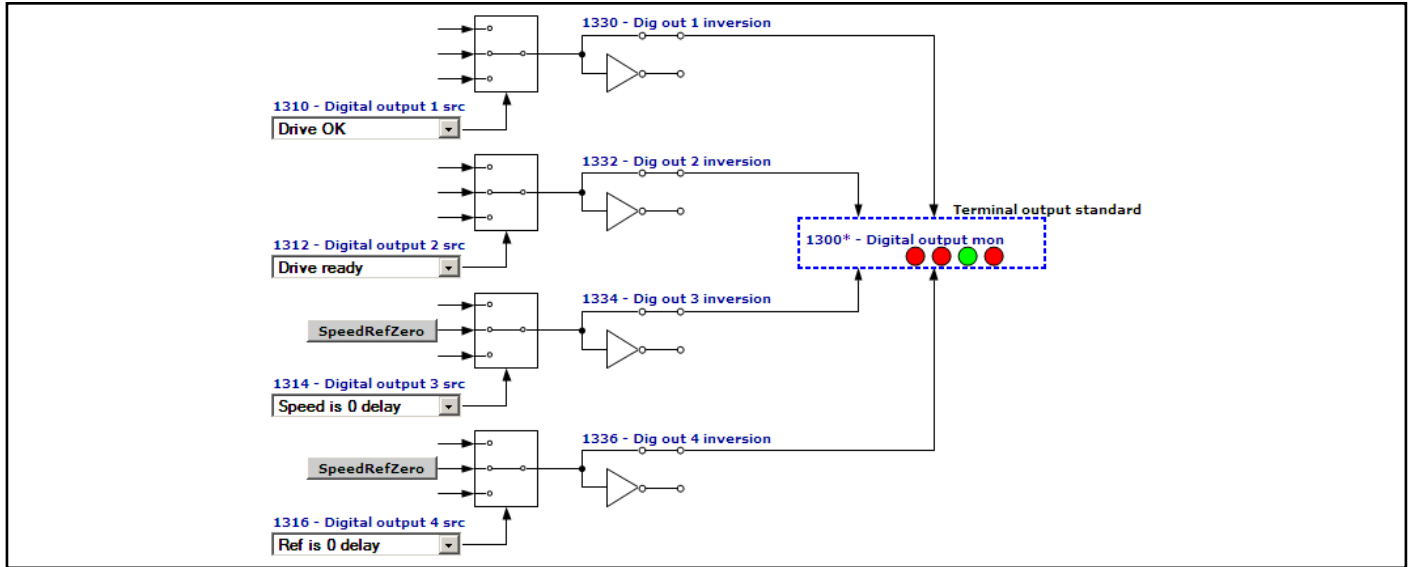 1330 - Dig out 1 inversion
1310 - Digital output 1 src
Drive OK
1332 - Dig out 2 inversion
Terminal output standard
1300* - Digital output mon
1312 - Digital output 2 src
Drive ready
1334 - Dig out 3 inversion
SpeedRefZero
1314 - Digital output 3 src
Speed is 0 delay
1336 - Dig out 4 inversion
SpeedRefZero
1316 - Digital output 4 src
Ref is 0 delay